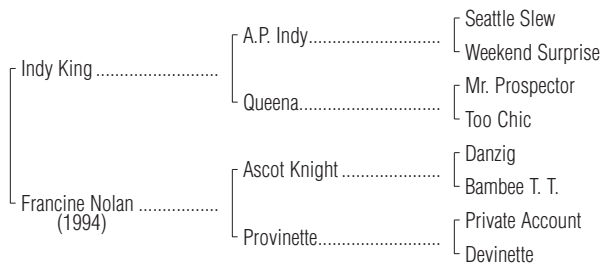 Seattle Slew
A.P. Indy..............................
Weekend Surprise
Indy King ..........................
Mr. Prospector
Queena................................
Too Chic
Danzig
Ascot Knight .....................
Bambee T. T.
Francine Nolan .................
(1994)
Private Account
Provinette..........................
Devinette